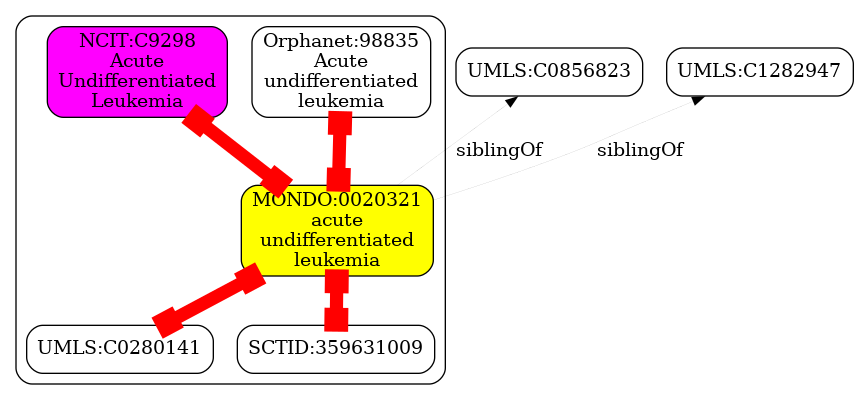 NCIT:C9298
Acute
Undifferentiated
Leukemia
Orphanet:98835
Acute
undifferentiated
leukemia
UMLS:C0856823
UMLS:C1282947
siblingOf
siblingOf
MONDO:0020321
acute
undifferentiated
leukemia
UMLS:C0280141
SCTID:359631009